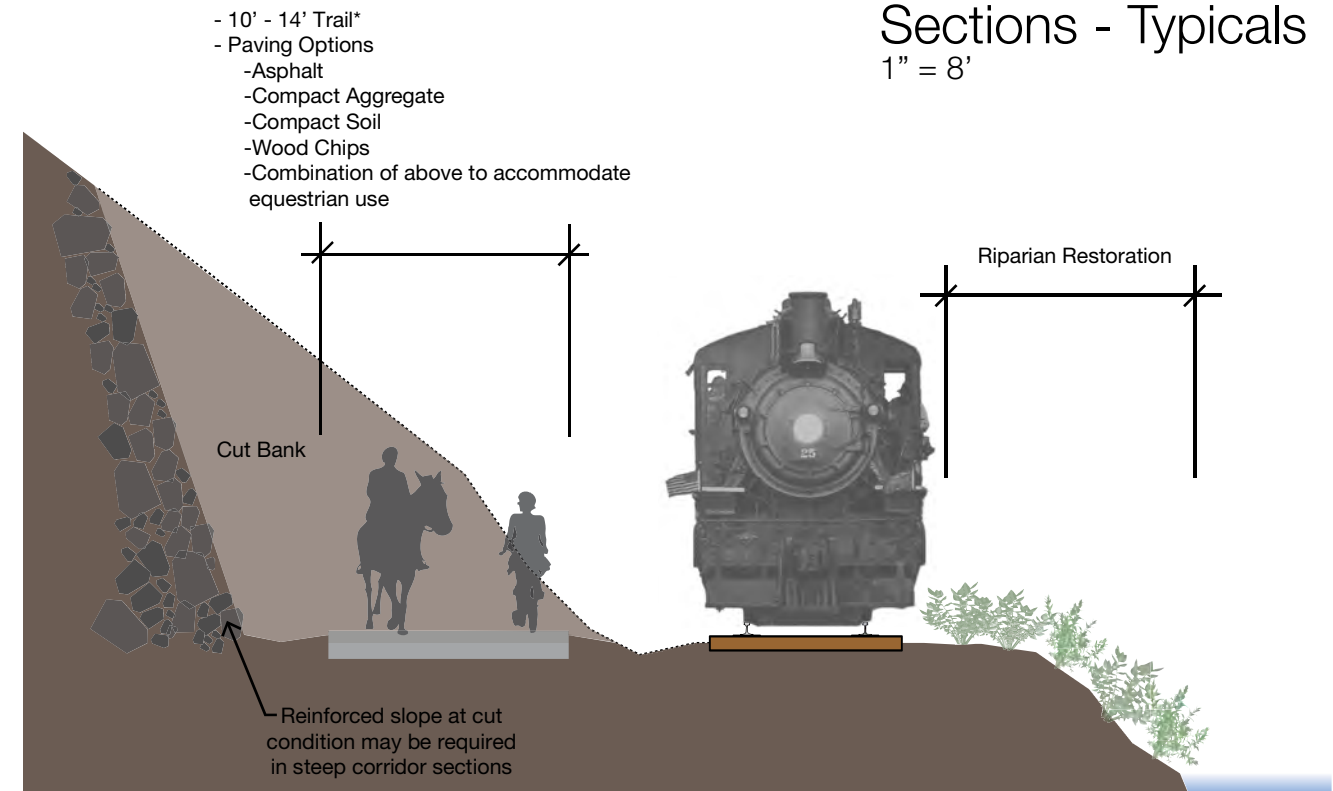 Sections - Typicals
1” = 8’
- 10’ - 14’ Trail*
- Paving Options
-Asphalt
-Compact Aggregate
-Compact Soil
-Wood Chips
-Combination of above to accommodate
equestrian use
Riparian Restoration
Cut Bank
25
Reinforced slope at cut
condition may be required
in steep corridor sections